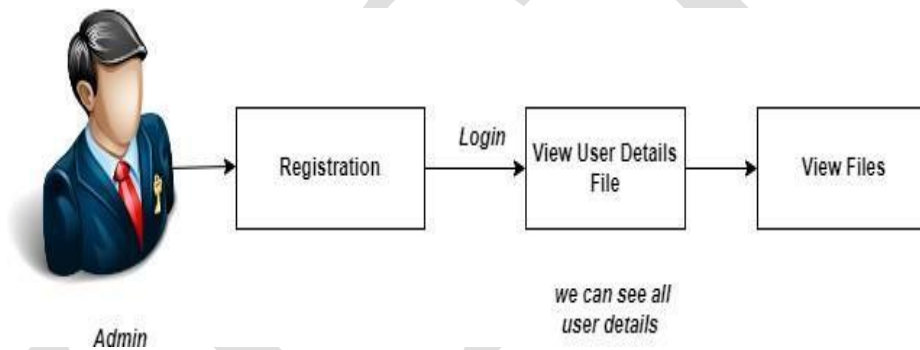 Registration
Login
View User Details
File
View Files
we can see all
user details
Admin